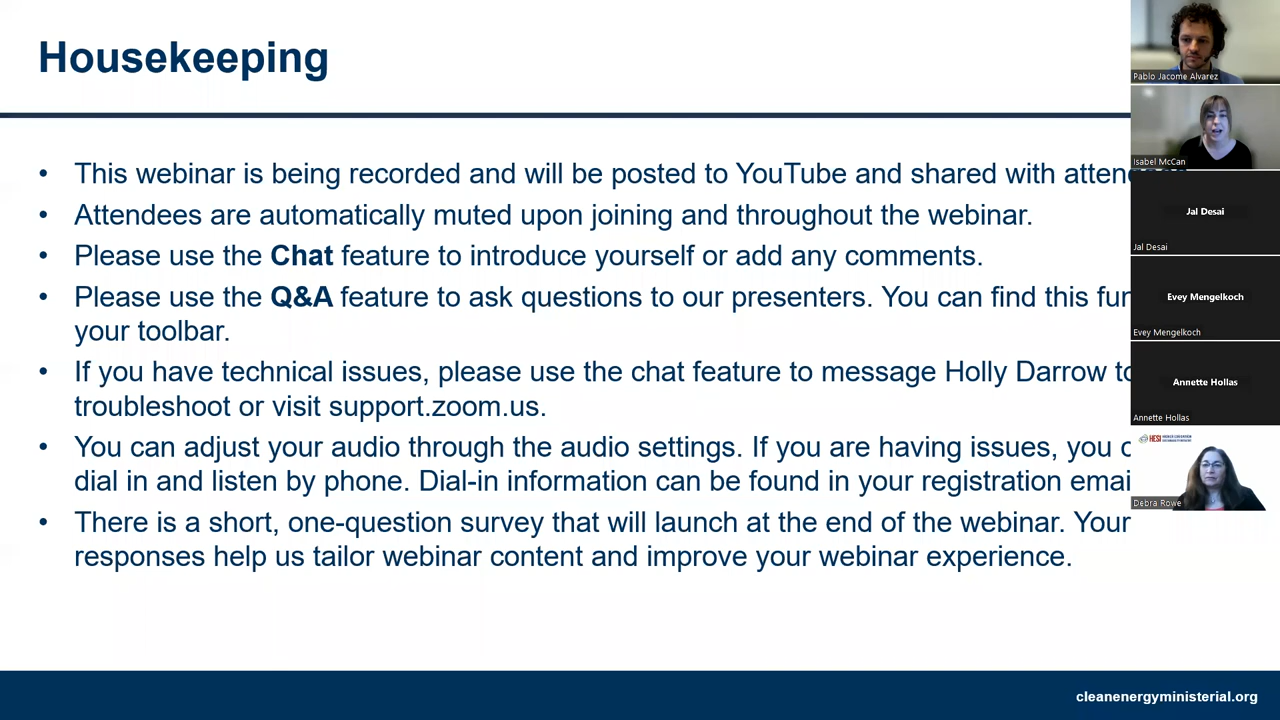 Housekeeping
• This webinar is being recorded and will be posted to YouTube and shared with
• Attendees are automatically muted upon joining and throughout the webinar.
• Please use the Chat feature to introduce yourself or add any comments.
• Please use the Q&A feature to ask questions to our presenters. You can find this
your toolbar.
• If you have technical issues, please use the chat feature to message Holly Darrow to
troubleshoot or visit support.zoom.us.
• You can adjust your audio through the audio settings. If you are having issues, you
dial in and listen by phone. Dial-in information can be found in your registration
• There is a short, one-question survey that will launch at the end of the webinar. Your
responses help us tailor webinar content and improve your webinar experience.
cleanenergyministerial.org
Pablo Jacome Alvarez
Isabel McCan
Jal Desai
Jal Desai
Evey Mengelkoch
Evey Mengelkoch
Annette Hollas
Annette Hollas
HESI
Debra Rowe